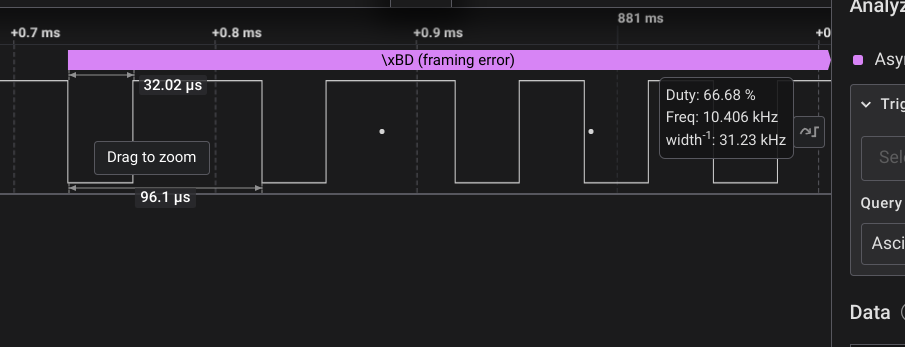 881 ms
Analyz
+0.7 ms
+0.8 ms
+0.9 ms
+0
\xBD (framing error)
Asy
32.02 µs
Duty: 66.68 %
Freq: 10.406 kHz
width⁻¹: 31.23 kHz
Trig
Drag to zoom
Sele
96.1 µs
Query
Asci
Data